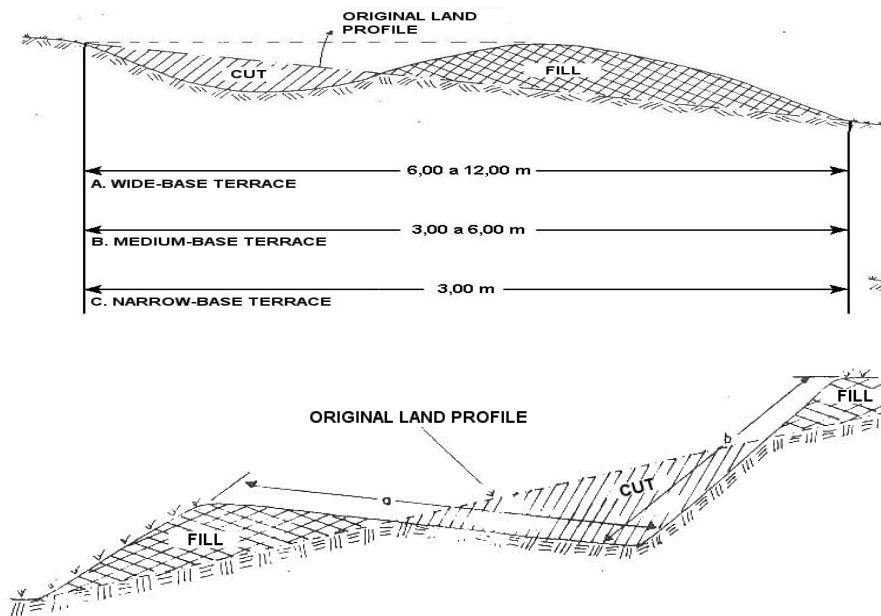 ORIGINAL LAND
PROFILE
CUT
FILL
6,00 a 12,00 m
A. WIDE-BASE TERRACE
3,00 a 6,00 m
B. MEDIUM-BASE TERRACE
3,00 m
C. NARROW-BASE TERRACE
FILL
ORIGINAL LAND PROFILE
b
CUT
a
FILL